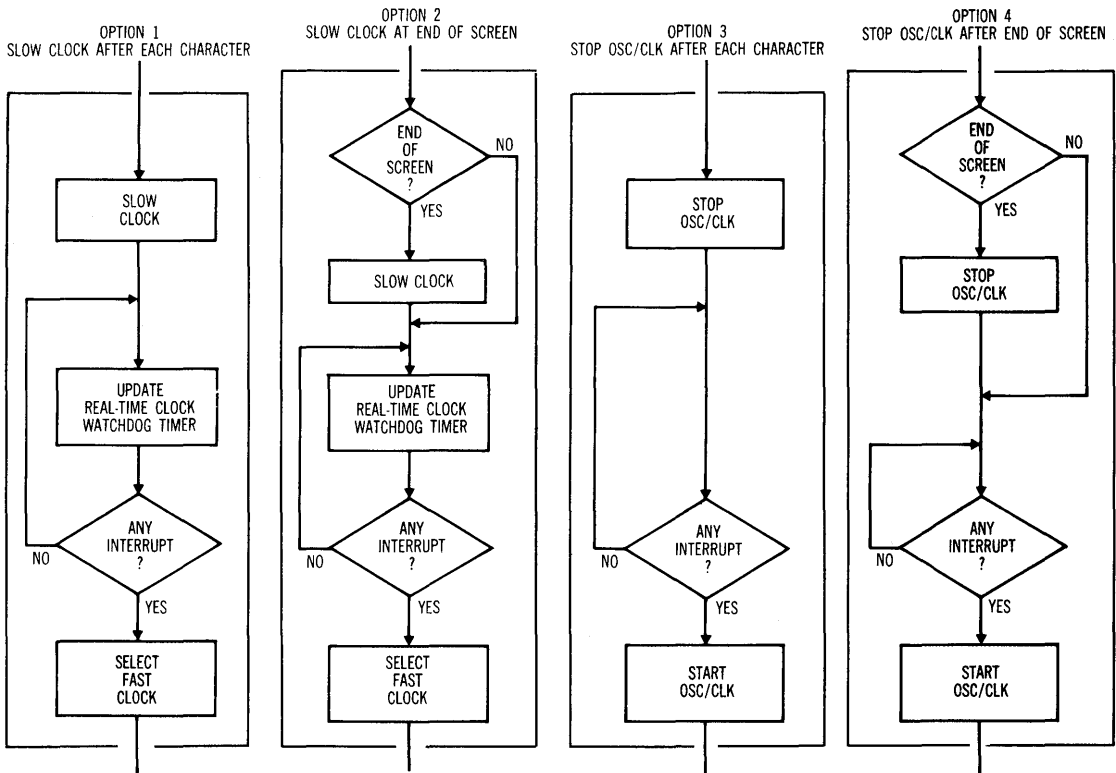 OPTION 1
SLOW CLOCK AFTER EACH CHARACTER
SLOW
CLOCK
UPDATE
REAL-TIME CLOCK
WATCHDOG TIMER
ANY
INTERRUPT
?
NO
YES
SELECT
FAST
CLOCK
OPTION 2
SLOW CLOCK AT END OF SCREEN
END
OF
SCREEN
?
NO
YES
SLOW CLOCK
UPDATE
REAL-TIME CLOCK
WATCHDOG TIMER
ANY
INTERRUPT
?
NO
YES
SELECT
FAST
CLOCK
OPTION 3
STOP OSC/CLK AFTER EACH CHARACTER
STOP
OSC/CLK
ANY
INTERRUPT
?
NO
YES
START
OSC/CLK
OPTION 4
STOP OSC/CLK AFTER END OF SCREEN
END
OF
SCREEN
?
NO
YES
STOP
OSC/CLK
ANY
INTERRUPT
?
NO
YES
START
OSC/CLK